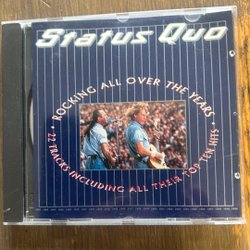 Status Quo
· ROCKING ALL OVER THE YEARS ·
22 TRACKS INCLUDING ALL THEIR TOP TEN HITS